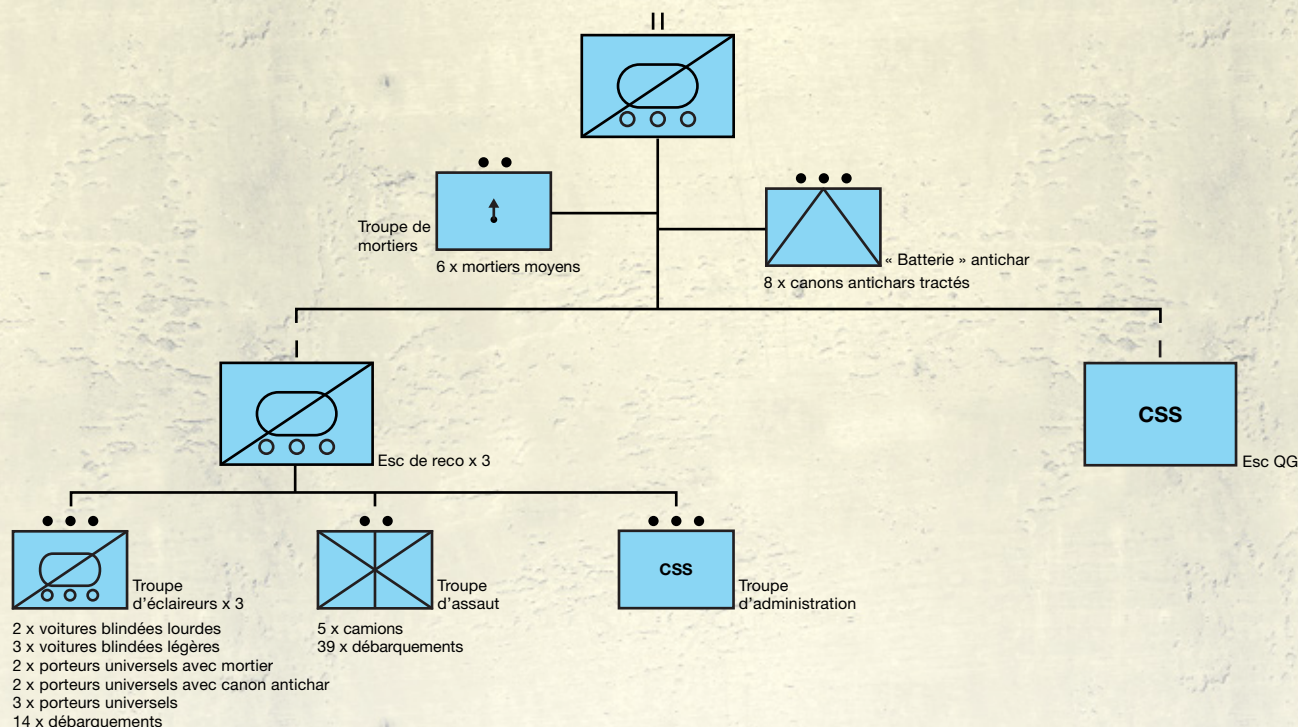 Troupe de
mortiers
6 x mortiers moyens
« Batterie » antichar
8 x canons antichars tractés
Esc de reco x 3
CSS
Esc QG
Troupe
d'éclaireurs x 3
2 x voitures blindées lourdes
3 x voitures blindées légères
2 x porteurs universels avec mortier
2 x porteurs universels avec canon antichar
3 x porteurs universels
14 x débarquements
Troupe
d'assaut
5 x camions
39 x débarquements
CSS
Troupe
d'administration